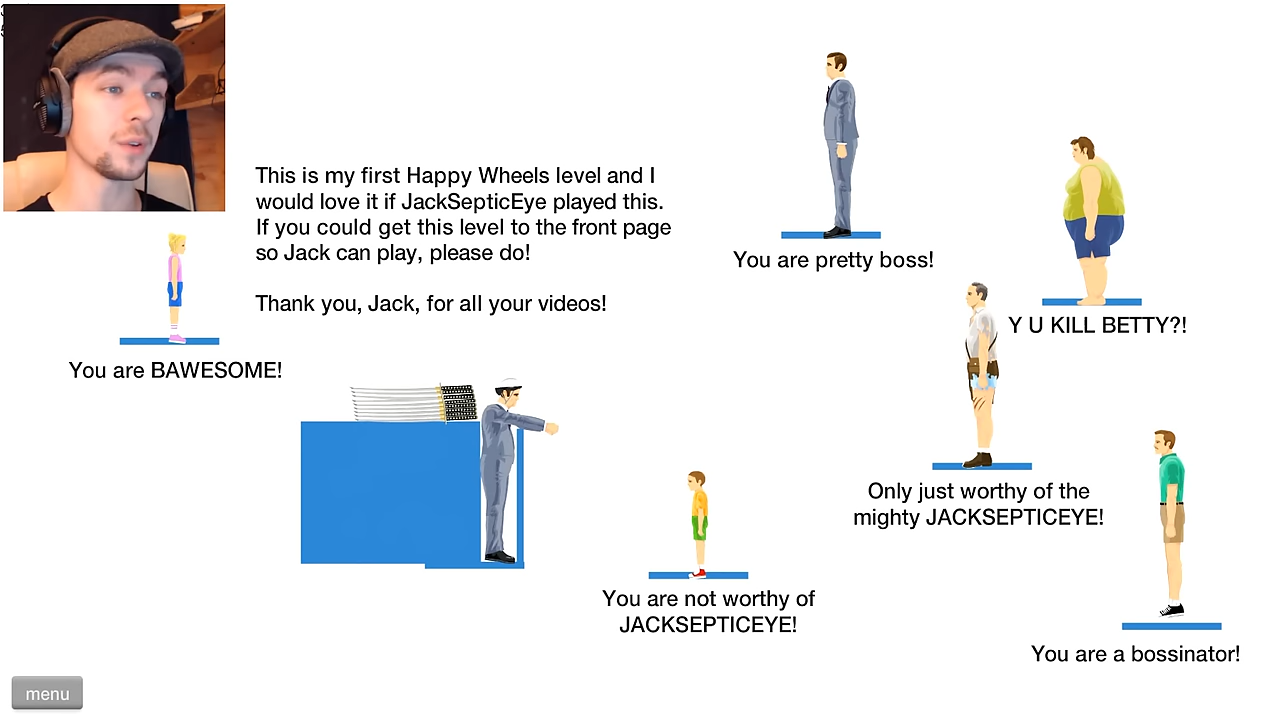 This is my first Happy Wheels level and I
would love it if JackSepticEye played this.
If you could get this level to the front page
so Jack can play, please do!
Thank you, Jack, for all your videos!
You are pretty boss!
Y U KILL BETTY?!
You are BAWESOME!
Only just worthy of the
mighty JACKSEPTICEYE!
You are not worthy of
JACKSEPTICEYE!
You are a bossinator!
menu